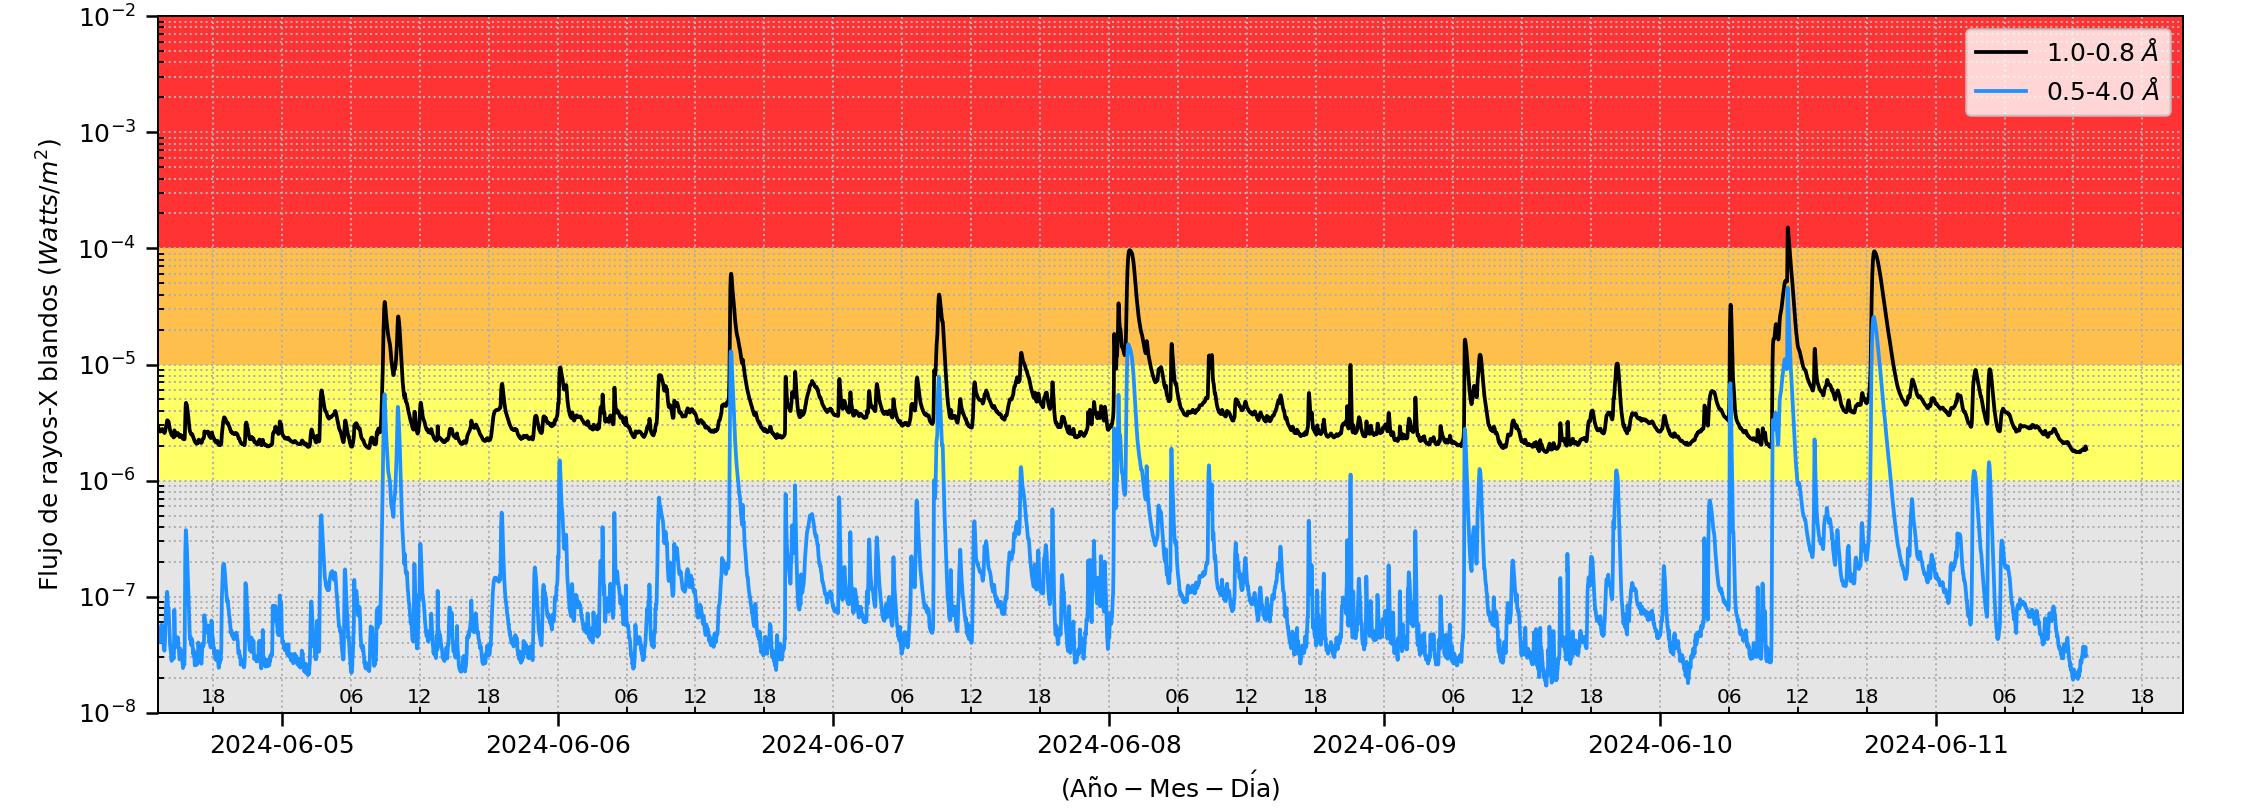 10⁻²
10⁻³
10⁻⁴
10⁻⁵
10⁻⁶
10⁻⁷
10⁻⁸
Flujo de rayos-X blandos (Watts/m²)
1.0-0.8 Å
0.5-4.0 Å
18 06 12 18 06 12 18 06 12 18 06 12 18 06 12 18 06 12 18 06 12 18
2024-06-05 2024-06-06 2024-06-07 2024-06-08 2024-06-09 2024-06-10 2024-06-11
(Año − Mes − Día)